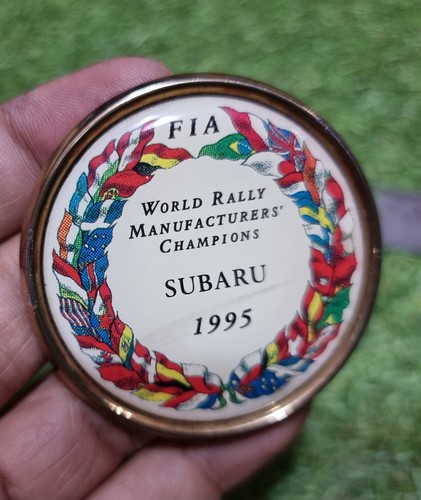 FIA
WORLD RALLY
MANUFACTURERS'
CHAMPIONS
SUBARU
1995